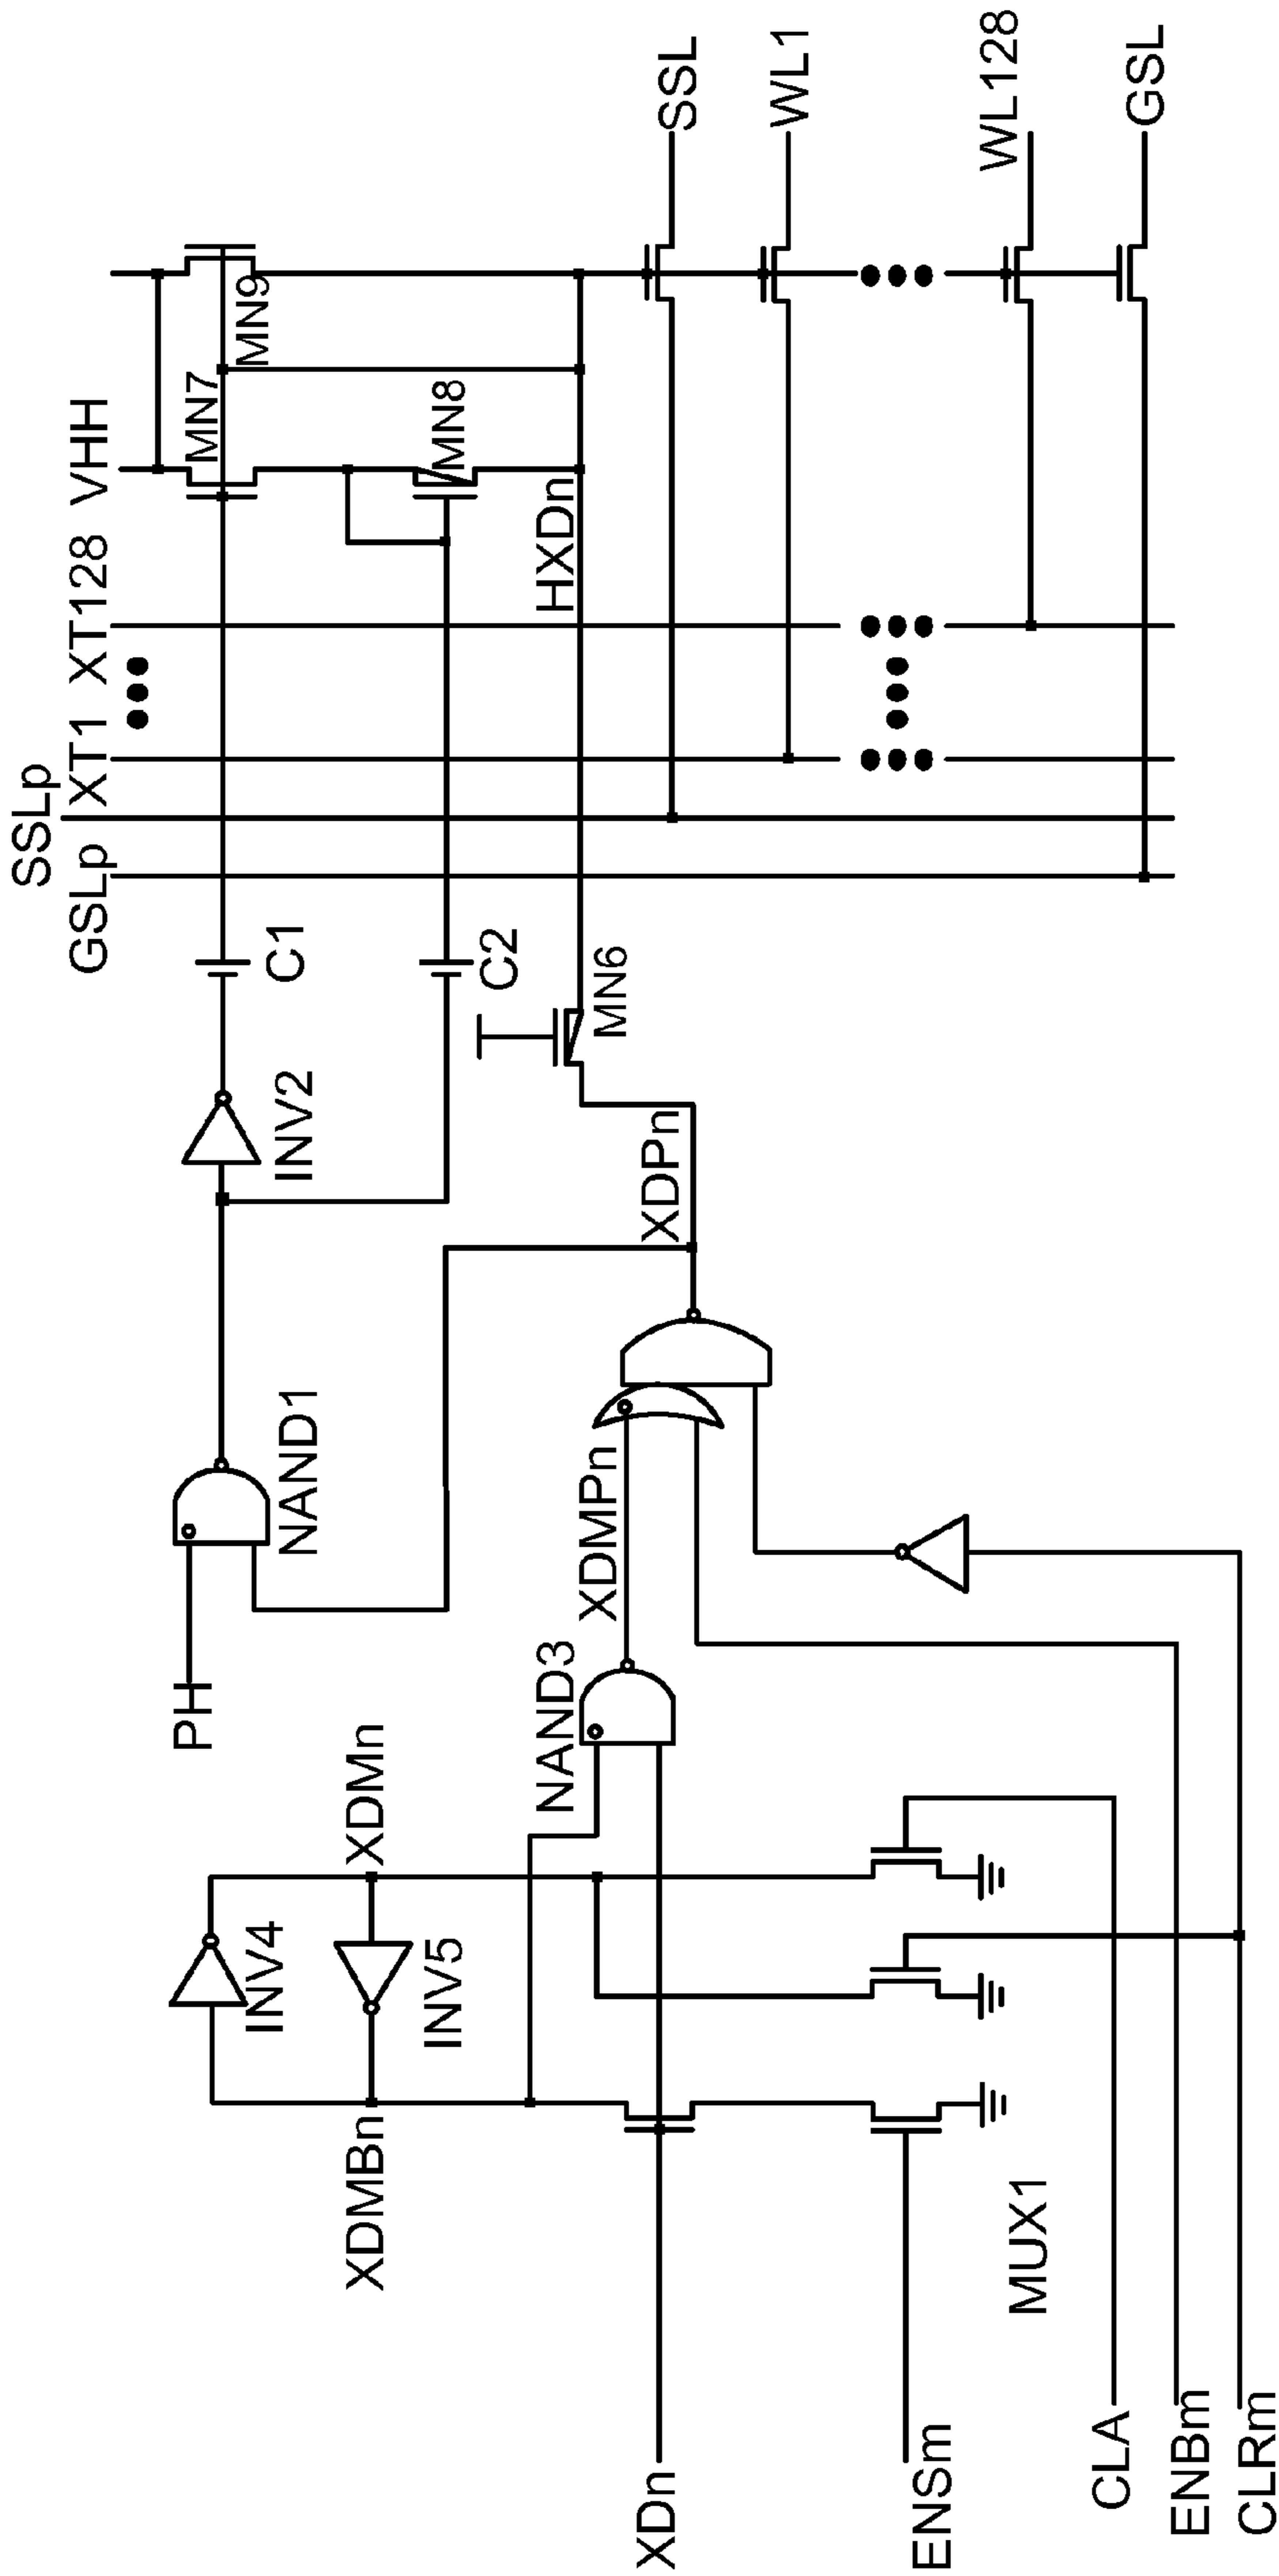 SSLp
GSLp
XT1
XT128
VHH
MN7
MN9
MN8
HXDn
SSL
WL1
WL128
GSL
C1
C2
MN6
INV2
XDPn
NAND1
PH
XDMPn
NAND3
XDMn
INV4
INV5
XDMBn
MUX1
XDn
ENSm
CLA
ENBm
CLRm